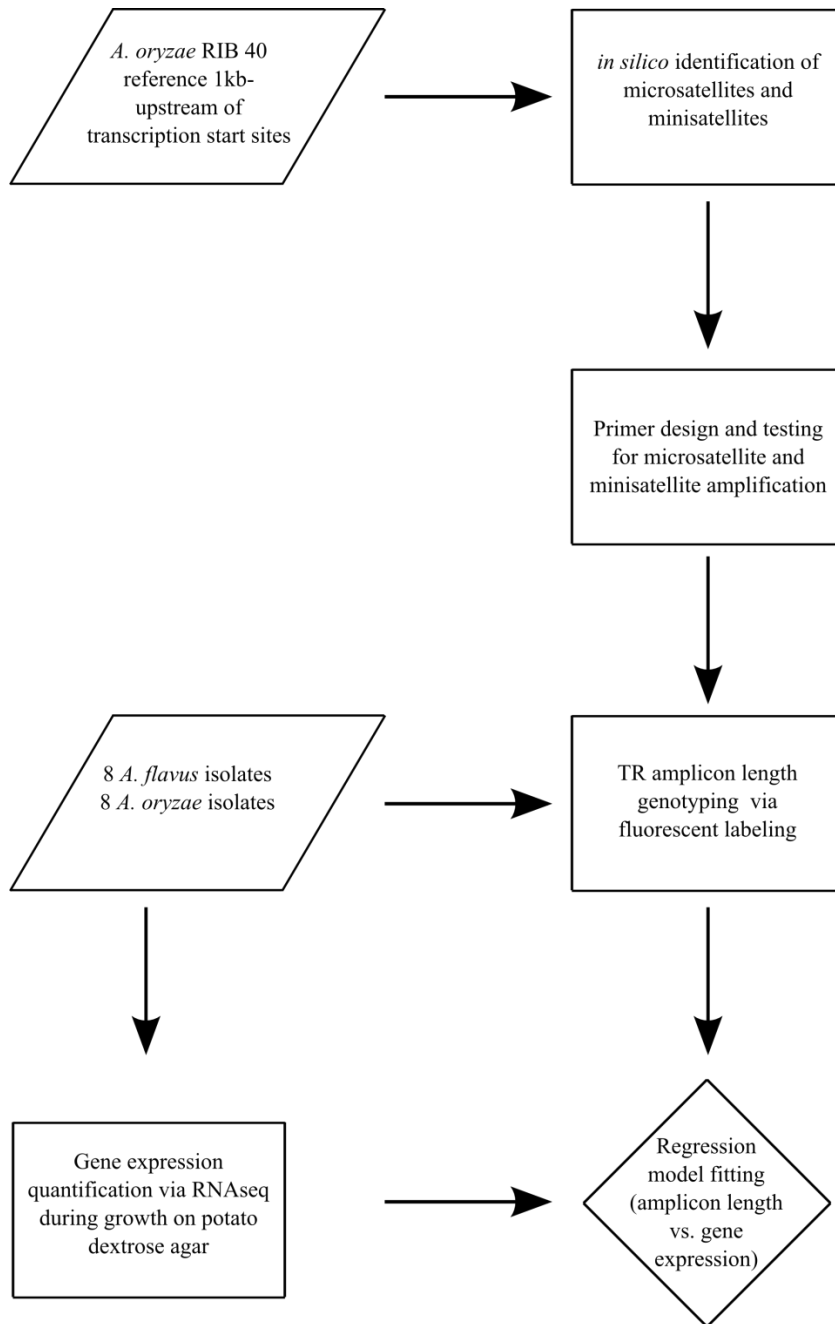 A. oryzae RIB 40
reference 1kb-
upstream of
transcription start sites
in silico identification of
microsatellites and
minisatellites
Primer design and testing
for microsatellite and
minisatellite amplification
8 A. flavus isolates
8 A. oryzae isolates
TR amplicon length
genotyping via
fluorescent labeling
Gene expression
quantification via RNAseq
during growth on potato
dextrose agar
Regression
model fitting
(amplicon length
vs. gene
expression)